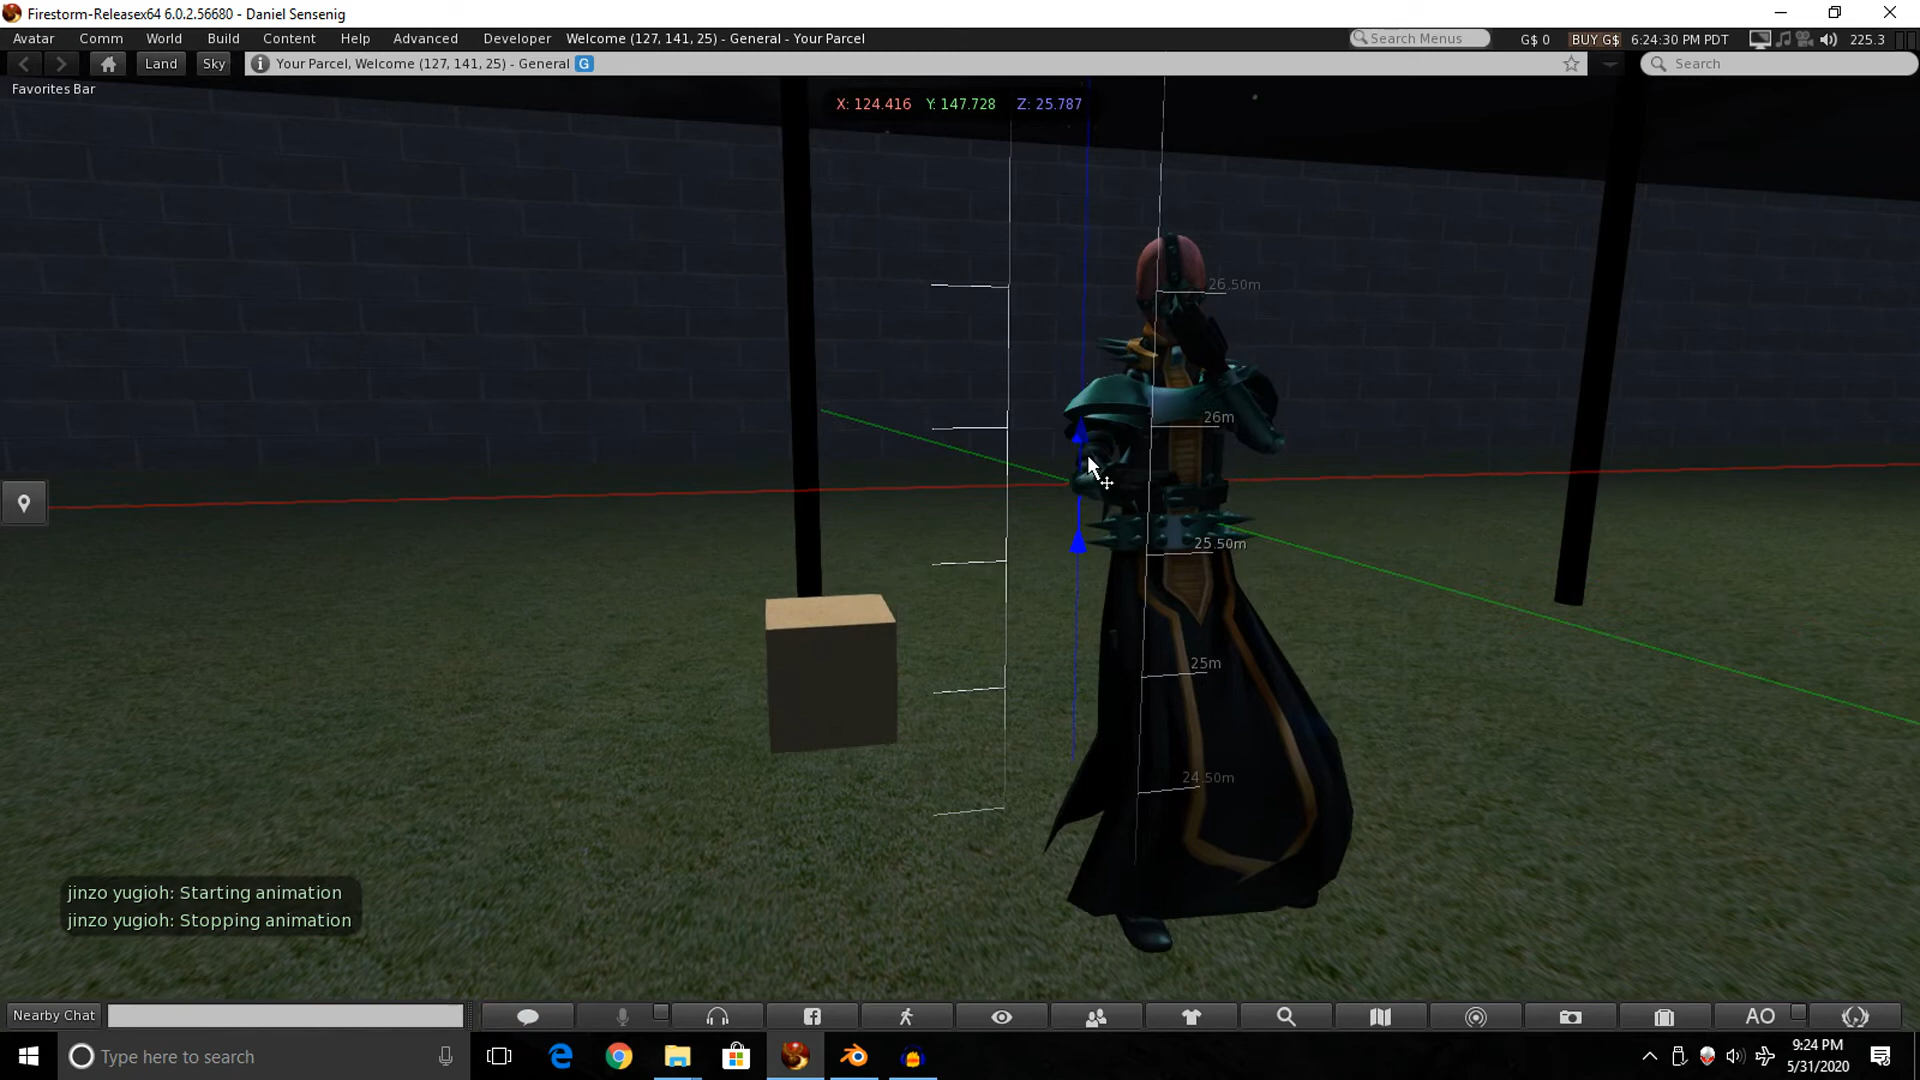 Firestorm-Releasex64 6.0.2.56680 - Daniel Sensenig
Avatar Comm World Build Content Help Advanced Developer Welcome (127, 141, 25) - General - Your Parcel Search Menus G$ 0 BUY G$ 6:24:30 PM PDT 225.3
Land Sky Your Parcel, Welcome (127, 141, 25) - General G Search
Favorites Bar
X: 124.416 Y: 147.728 Z: 25.787
26.50m
26m
25.50m
25m
24.50m
jinzo yugioh: Starting animation
jinzo yugioh: Stopping animation
Nearby Chat AO
Type here to search
9:24 PM
5/31/2020